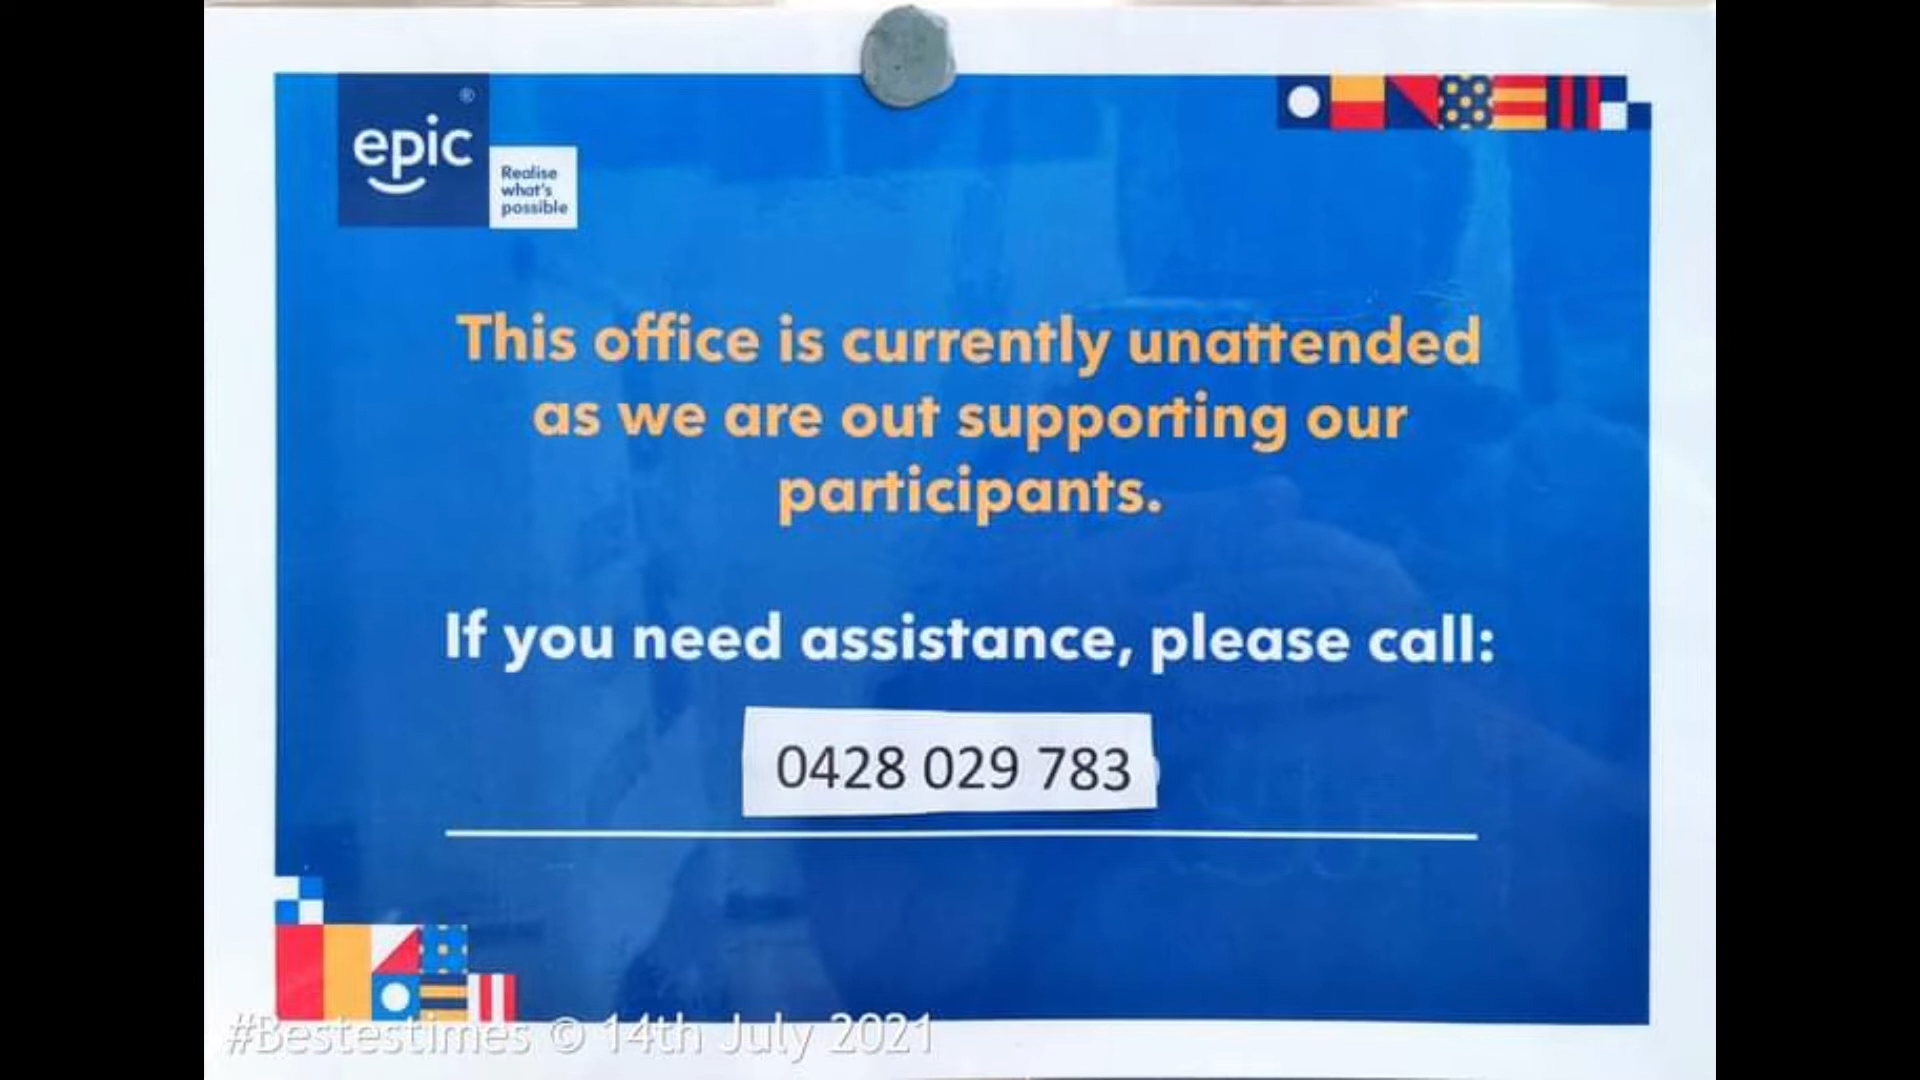 epic®
Realise
what's
possible
This office is currently unattended
as we are out supporting our
participants.
If you need assistance, please call:
0428 029 783
#Bestestimes © 14th July 2021